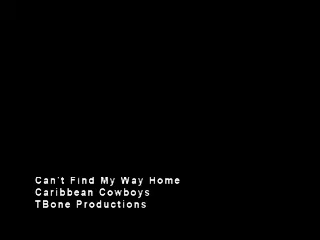 Can't Find My Way Home
Caribbean Cowboys
TBone Productions